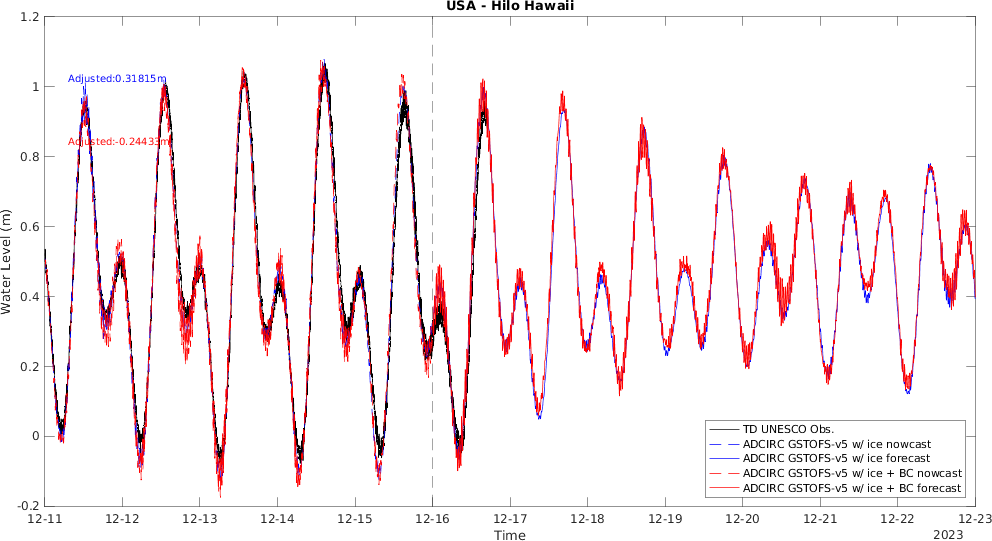 USA - Hilo Hawaii
1.2
1
0.8
0.6
0.4
0.2
0
-0.2
Water Level (m)
Adjusted:0.31815m
Adjusted:-0.24433m
TD UNESCO Obs.
ADCIRC GSTOFS-v5 w/ ice nowcast
ADCIRC GSTOFS-v5 w/ ice forecast
ADCIRC GSTOFS-v5 w/ ice + BC nowcast
ADCIRC GSTOFS-v5 w/ ice + BC forecast
12-11 12-12 12-13 12-14 12-15 12-16 12-17 12-18 12-19 12-20 12-21 12-22 12-23
Time
2023